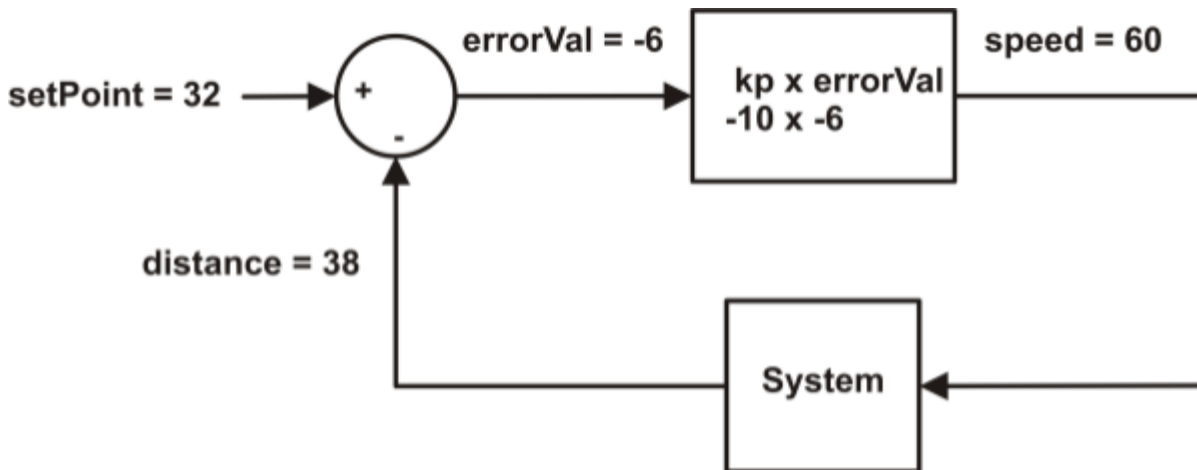 errorVal = -6
speed = 60
setPoint = 32
+
kp x errorVal
-10 x -6
-
distance = 38
System